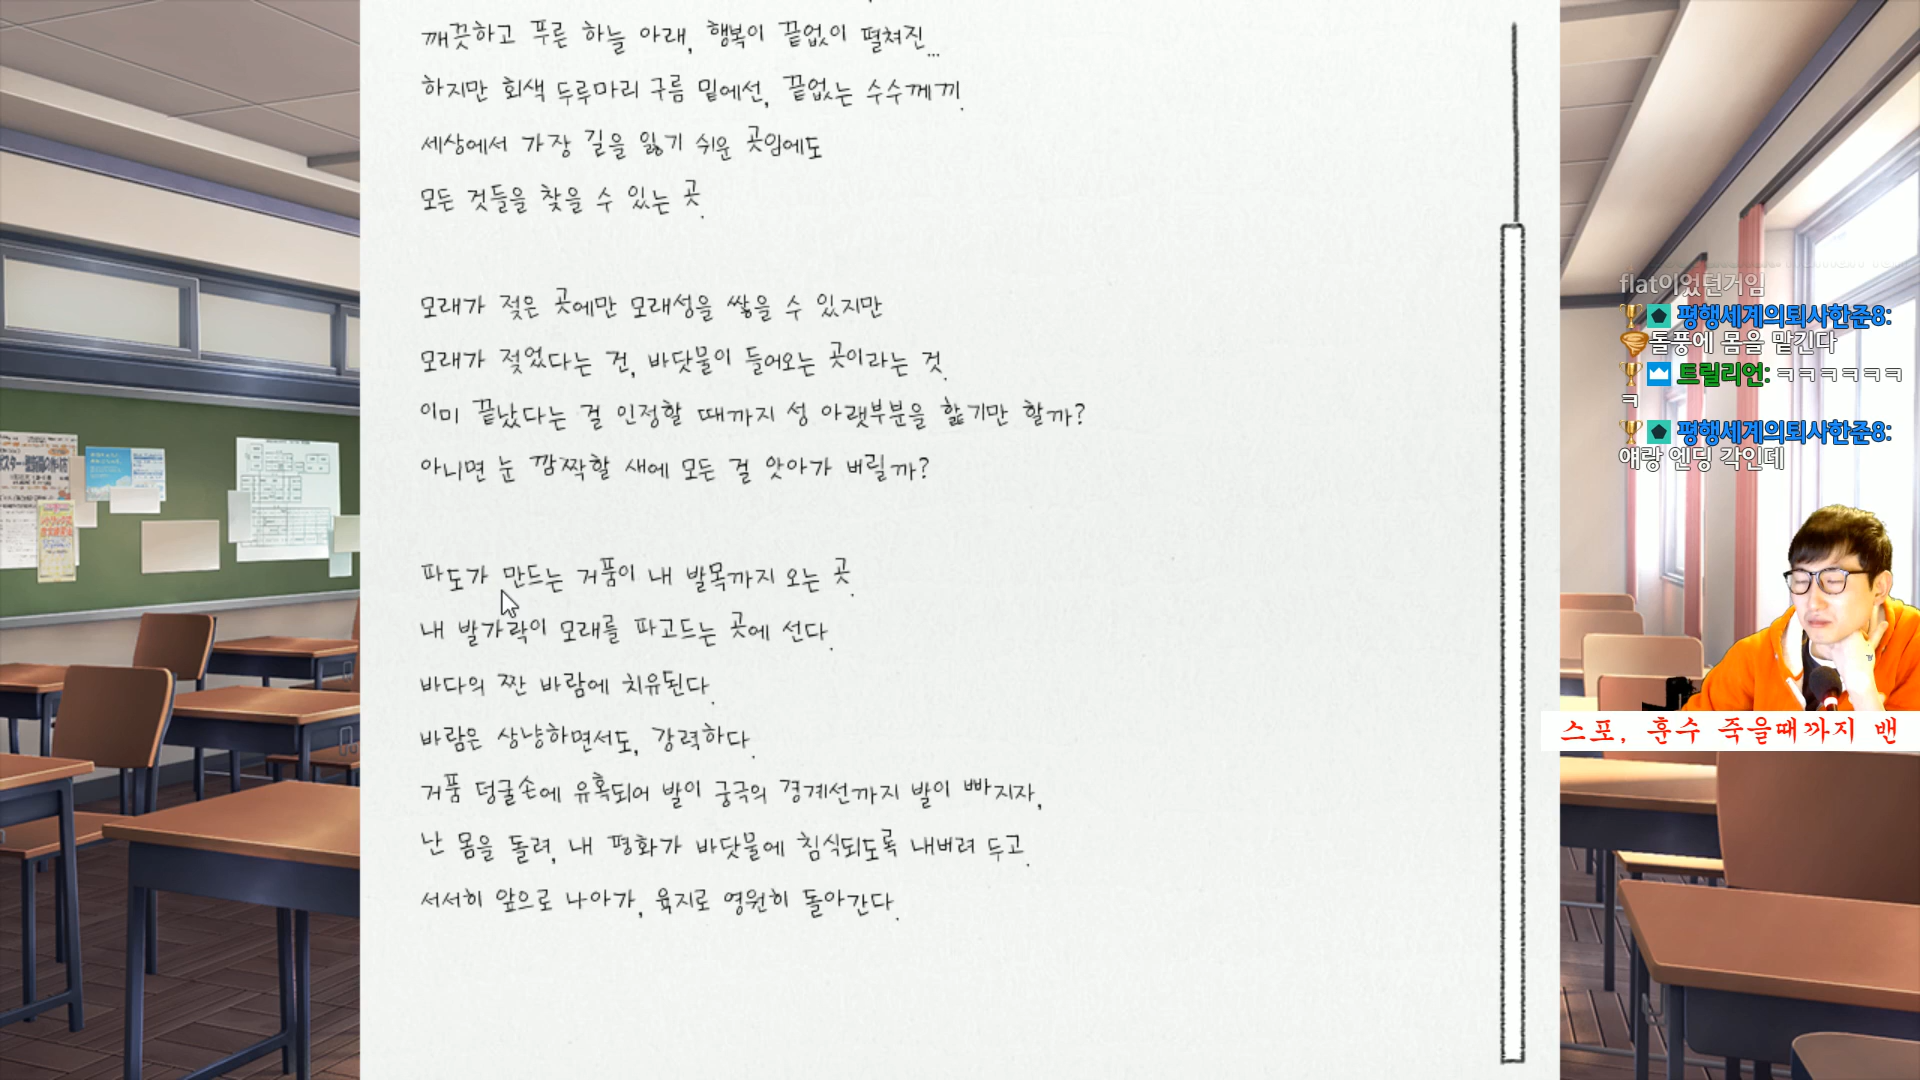 깨끗하고 푸른 하늘 아래, 행복이 끝없이 펼쳐진...
하지만 회색 두루마리 구름 밑에선, 끝없는 수수께끼.
세상에서 가장 길을 잃기 쉬운 곳임에도
모든 것들을 찾을 수 있는 곳.
모래가 젖은 곳에만 모래성을 쌓을 수 있지만
모래가 젖었다는 건, 바닷물이 들어오는 곳이라는 것.
이미 끝났다는 걸 인정할 때까지 성 아랫부분을 핥기만 할까?
아니면 눈 깜짝할 새에 모든 걸 앗아가 버릴까?
파도가 만드는 거품이 내 발목까지 오는 곳.
내 발가락이 모래를 파고드는 곳에 선다.
바다의 짠 바람에 치유된다.
바람은 상냥하면서도, 강력하다.
거품 덩굴손에 유혹되어 발이 궁극의 경계선까지 발이 빠지자,
난 몸을 돌려, 내 평화가 바닷물에 침식되도록 내버려 두고.
서서히 앞으로 나아가, 육지로 영원히 돌아간다.
flat이었던거임
평행세계의퇴사한준8:
돌풍에 몸을 맡긴다
트릴리언: ㅋㅋㅋㅋㅋㅋ
ㅋ
평행세계의퇴사한준8:
얘랑 엔딩 각인데
스포, 훈수 죽을때까지 밴